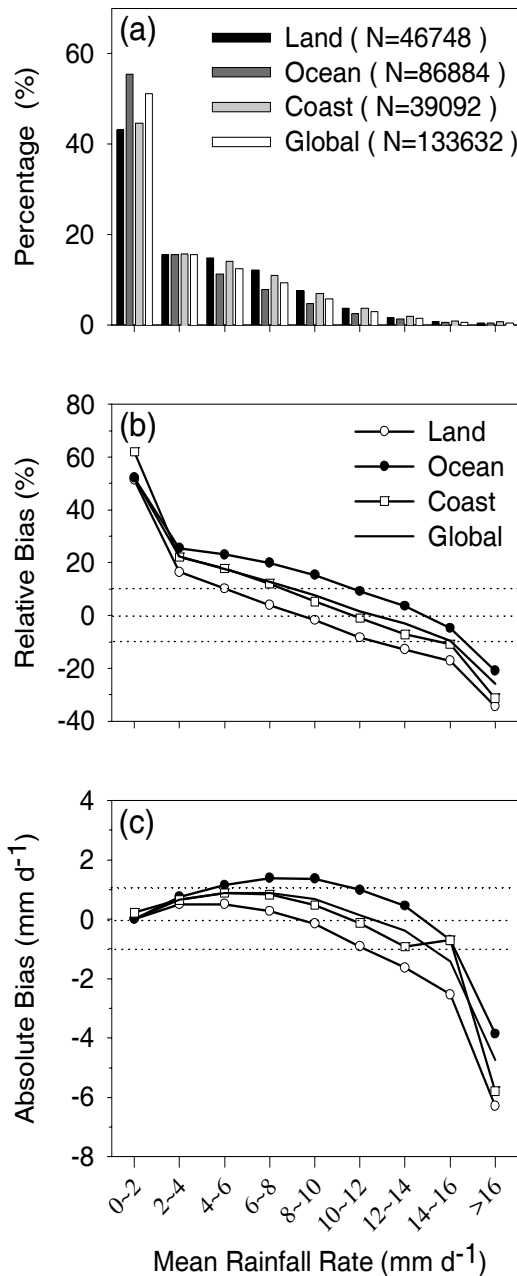 (a)
Land ( N=46748 )
Ocean ( N=86884 )
Coast ( N=39092 )
Global ( N=133632 )
Percentage (%)
60
40
20
0
(b)
Land
Ocean
Coast
Global
Relative Bias (%)
80
60
40
20
0
-20
-40
(c)
Absolute Bias (mm d-1)
4
2
0
-2
-4
-6
-8
0~2
2~4
4~6
6~8
8~10
10~12
12~14
14~16
>16
Mean Rainfall Rate (mm d-1)